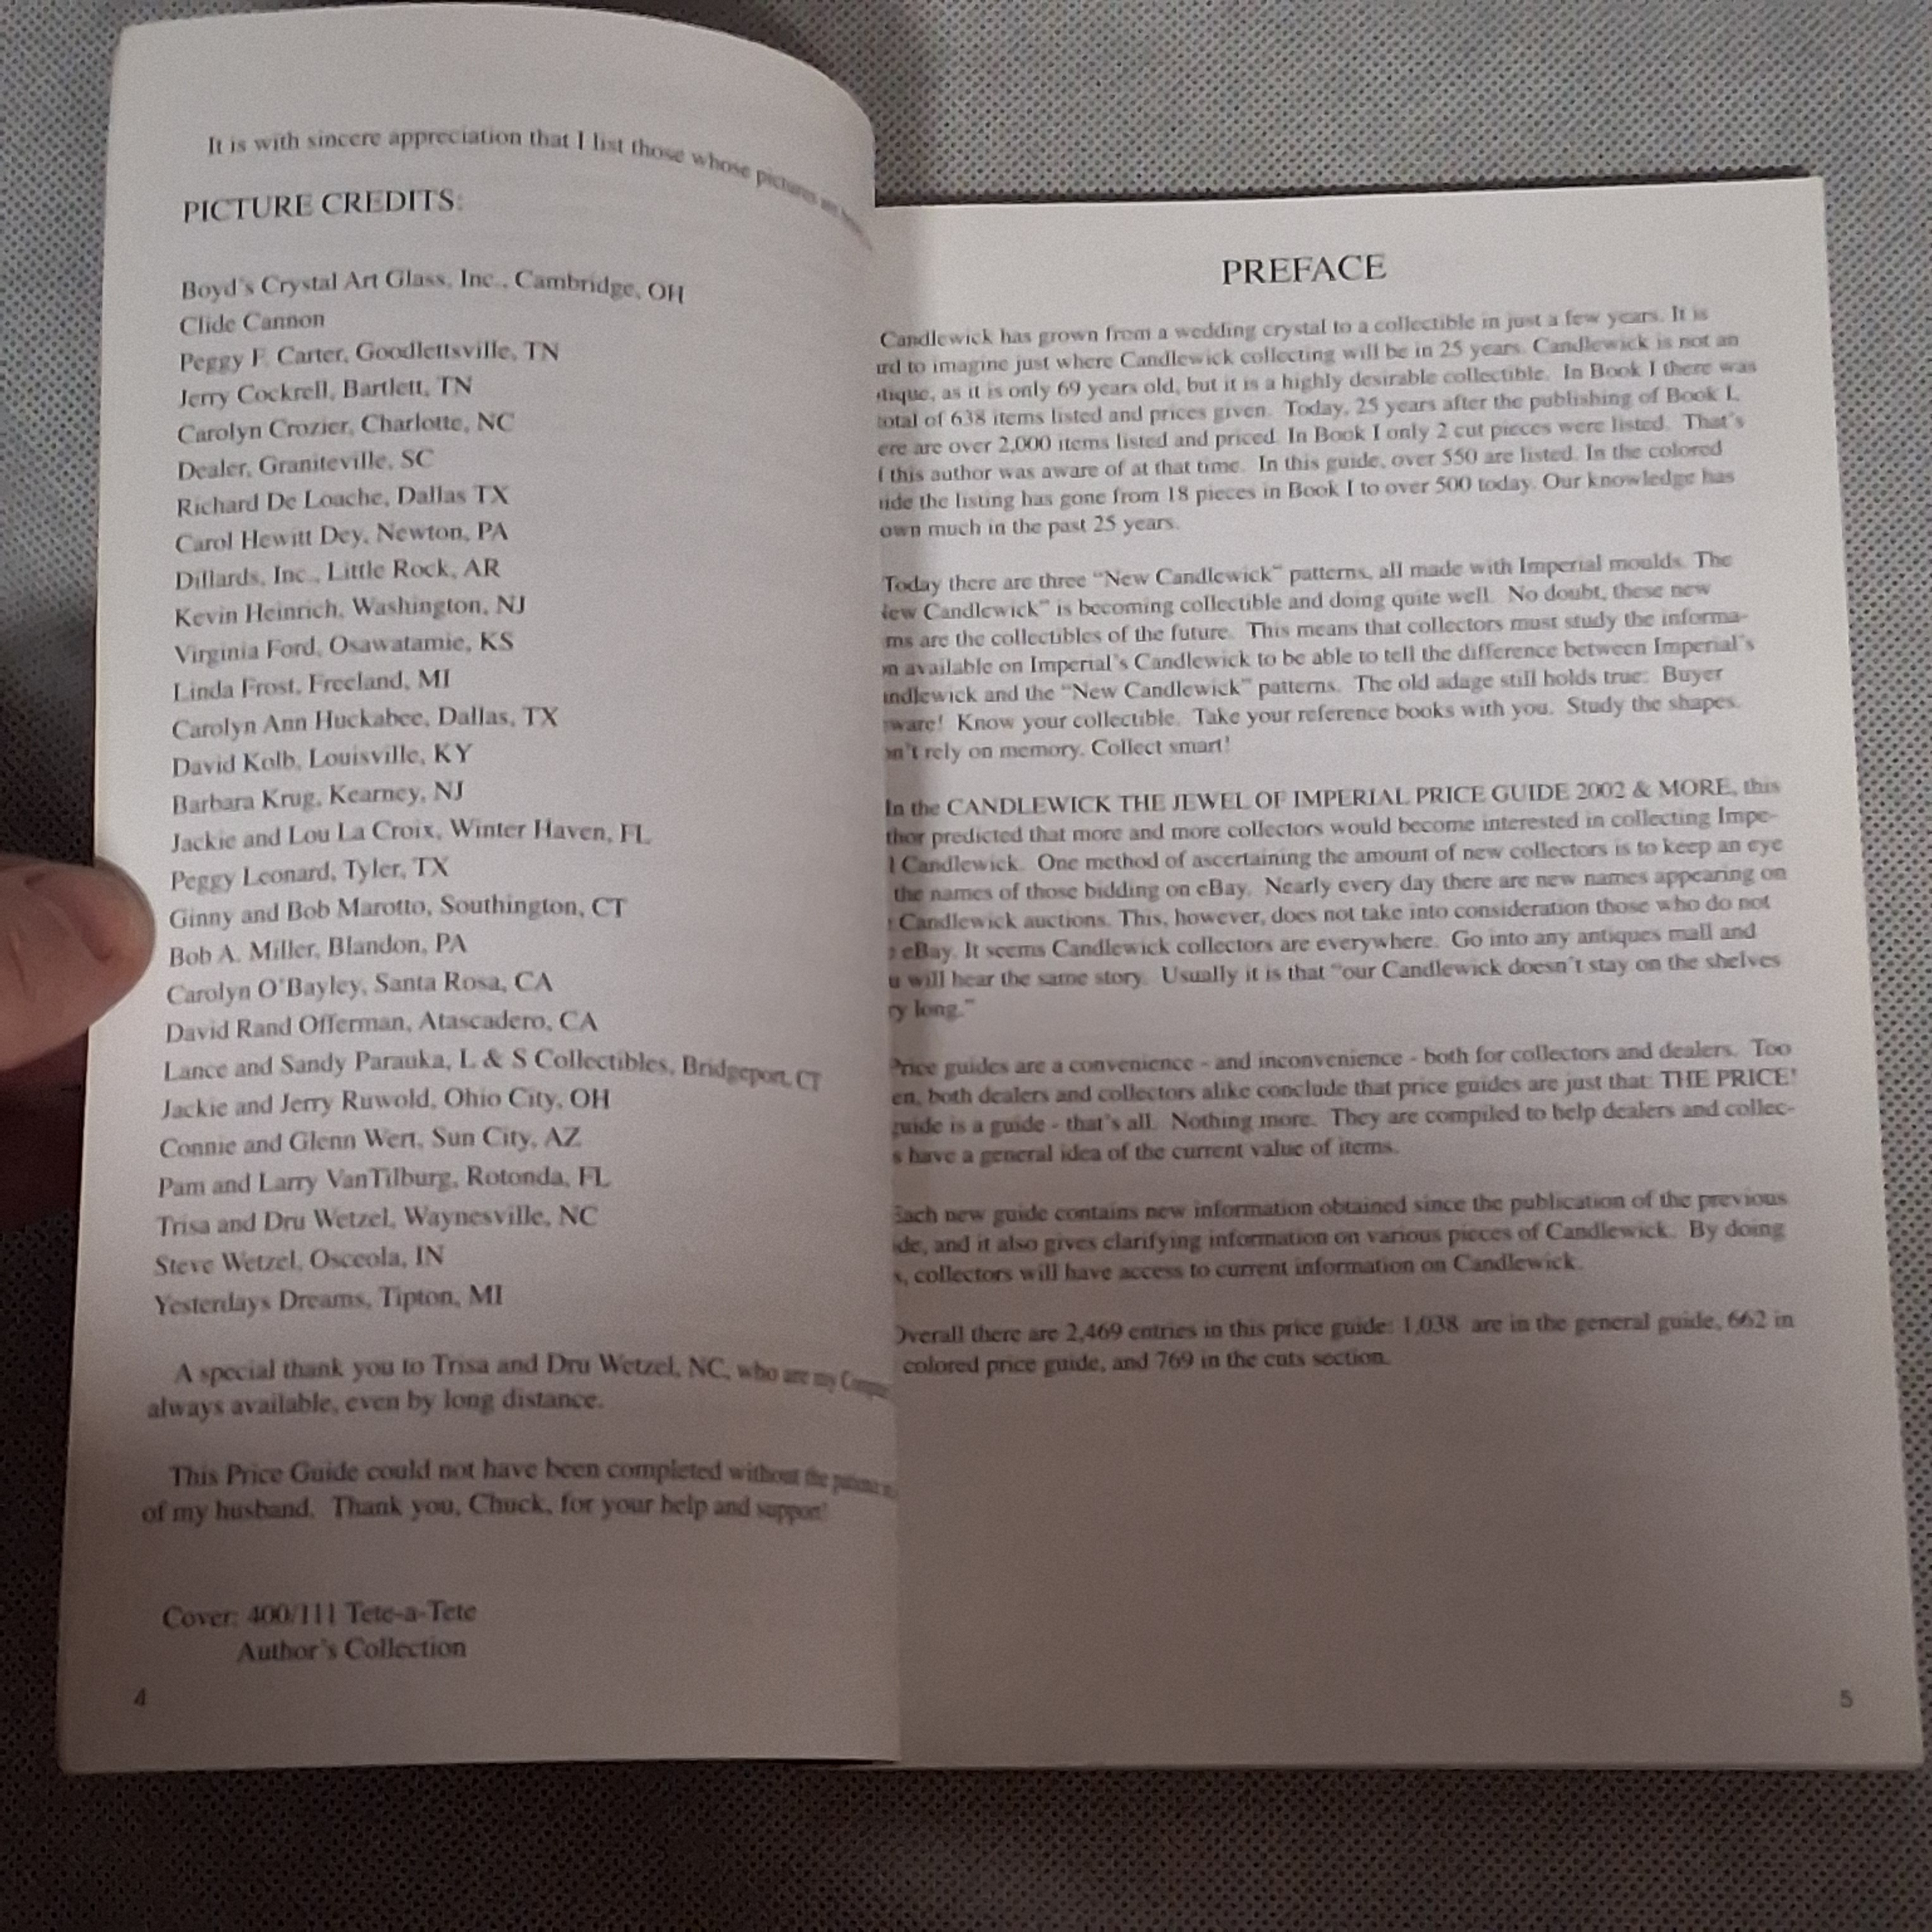 It is with sincere appreciation that I list those whose pictures are
PICTURE CREDITS:
Boyd's Crystal Art Glass, Inc., Cambridge, OH
Clide Cannon
Peggy F. Carter, Goodlettsville, TN
Jerry Cockrell, Bartlett, TN
Carolyn Crozier, Charlotte, NC
Dealer, Graniteville, SC
Richard De Loache, Dallas TX
Carol Hewitt Dey, Newton, PA
Dillards, Inc., Little Rock, AR
Kevin Heinrich, Washington, NJ
Virginia Ford, Osawatamie, KS
Linda Frost, Freeland, MI
Carolyn Ann Huckabee, Dallas, TX
David Kolb, Louisville, KY
Barbara Krug, Kearney, NJ
Jackie and Lou La Croix, Winter Haven, FL
Peggy Leonard, Tyler, TX
Ginny and Bob Marotto, Southington, CT
Bob A. Miller, Blandon, PA
Carolyn O'Bayley, Santa Rosa, CA
David Rand Offerman, Atascadero, CA
Lance and Sandy Parauka, L & S Collectibles, Bridgeport, CT
Jackie and Jerry Ruwold, Ohio City, OH
Connie and Glenn Wert, Sun City, AZ
Pam and Larry VanTilburg, Rotonda, FL
Trisa and Dru Wetzel, Waynesville, NC
Steve Wetzel, Osceola, IN
Yesterdays Dreams, Tipton, MI
A special thank you to Trisa and Dru Wetzel, NC, who are my
always available, even by long distance.
This Price Guide could not have been completed without the
of my husband. Thank you, Chuck, for your help and support!
Cover: 400/111 Tete-a-Tete
Author's Collection
4
PREFACE
Candlewick has grown from a wedding crystal to a collectible in just a few years. It is
to imagine just where Candlewick collecting will be in 25 years. Candlewick is not an
tique, as it is only 69 years old, but it is a highly desirable collectible. In Book I there was
total of 638 items listed and prices given. Today, 25 years after the publishing of Book I,
ere are over 2,000 items listed and priced. In Book I only 2 cut pieces were listed. That's
this author was aware of at that time. In this guide, over 550 are listed. In the colored
ide the listing has gone from 18 pieces in Book I to over 500 today. Our knowledge has
own much in the past 25 years.
Today there are three "New Candlewick" patterns, all made with Imperial moulds. The
ew Candlewick" is becoming collectible and doing quite well. No doubt, these new
ms are the collectibles of the future. This means that collectors must study the informa-
n available on Imperial's Candlewick to be able to tell the difference between Imperial's
ndlewick and the "New Candlewick" patterns. The old adage still holds true: Buyer
ware! Know your collectible. Take your reference books with you. Study the shapes.
n't rely on memory. Collect smart!
In the CANDLEWICK THE JEWEL OF IMPERIAL PRICE GUIDE 2002 & MORE, this
thor predicted that more and more collectors would become interested in collecting Impe-
l Candlewick. One method of ascertaining the amount of new collectors is to keep an eye
the names of those bidding on eBay. Nearly every day there are new names appearing on
Candlewick auctions. This, however, does not take into consideration those who do not
eBay. It seems Candlewick collectors are everywhere. Go into any antiques mall and
u will hear the same story. Usually it is that "our Candlewick doesn't stay on the shelves
ry long."
Price guides are a convenience - and inconvenience - both for collectors and dealers. Too
en, both dealers and collectors alike conclude that price guides are just that: THE PRICE!
guide is a guide - that's all. Nothing more. They are compiled to help dealers and collec-
s have a general idea of the current value of items.
Each new guide contains new information obtained since the publication of the previous
ide, and it also gives clarifying information on various pieces of Candlewick. By doing
s, collectors will have access to current information on Candlewick.
Overall there are 2,469 entries in this price guide: 1,038 are in the general guide, 662 in
colored price guide, and 769 in the cuts section.
5